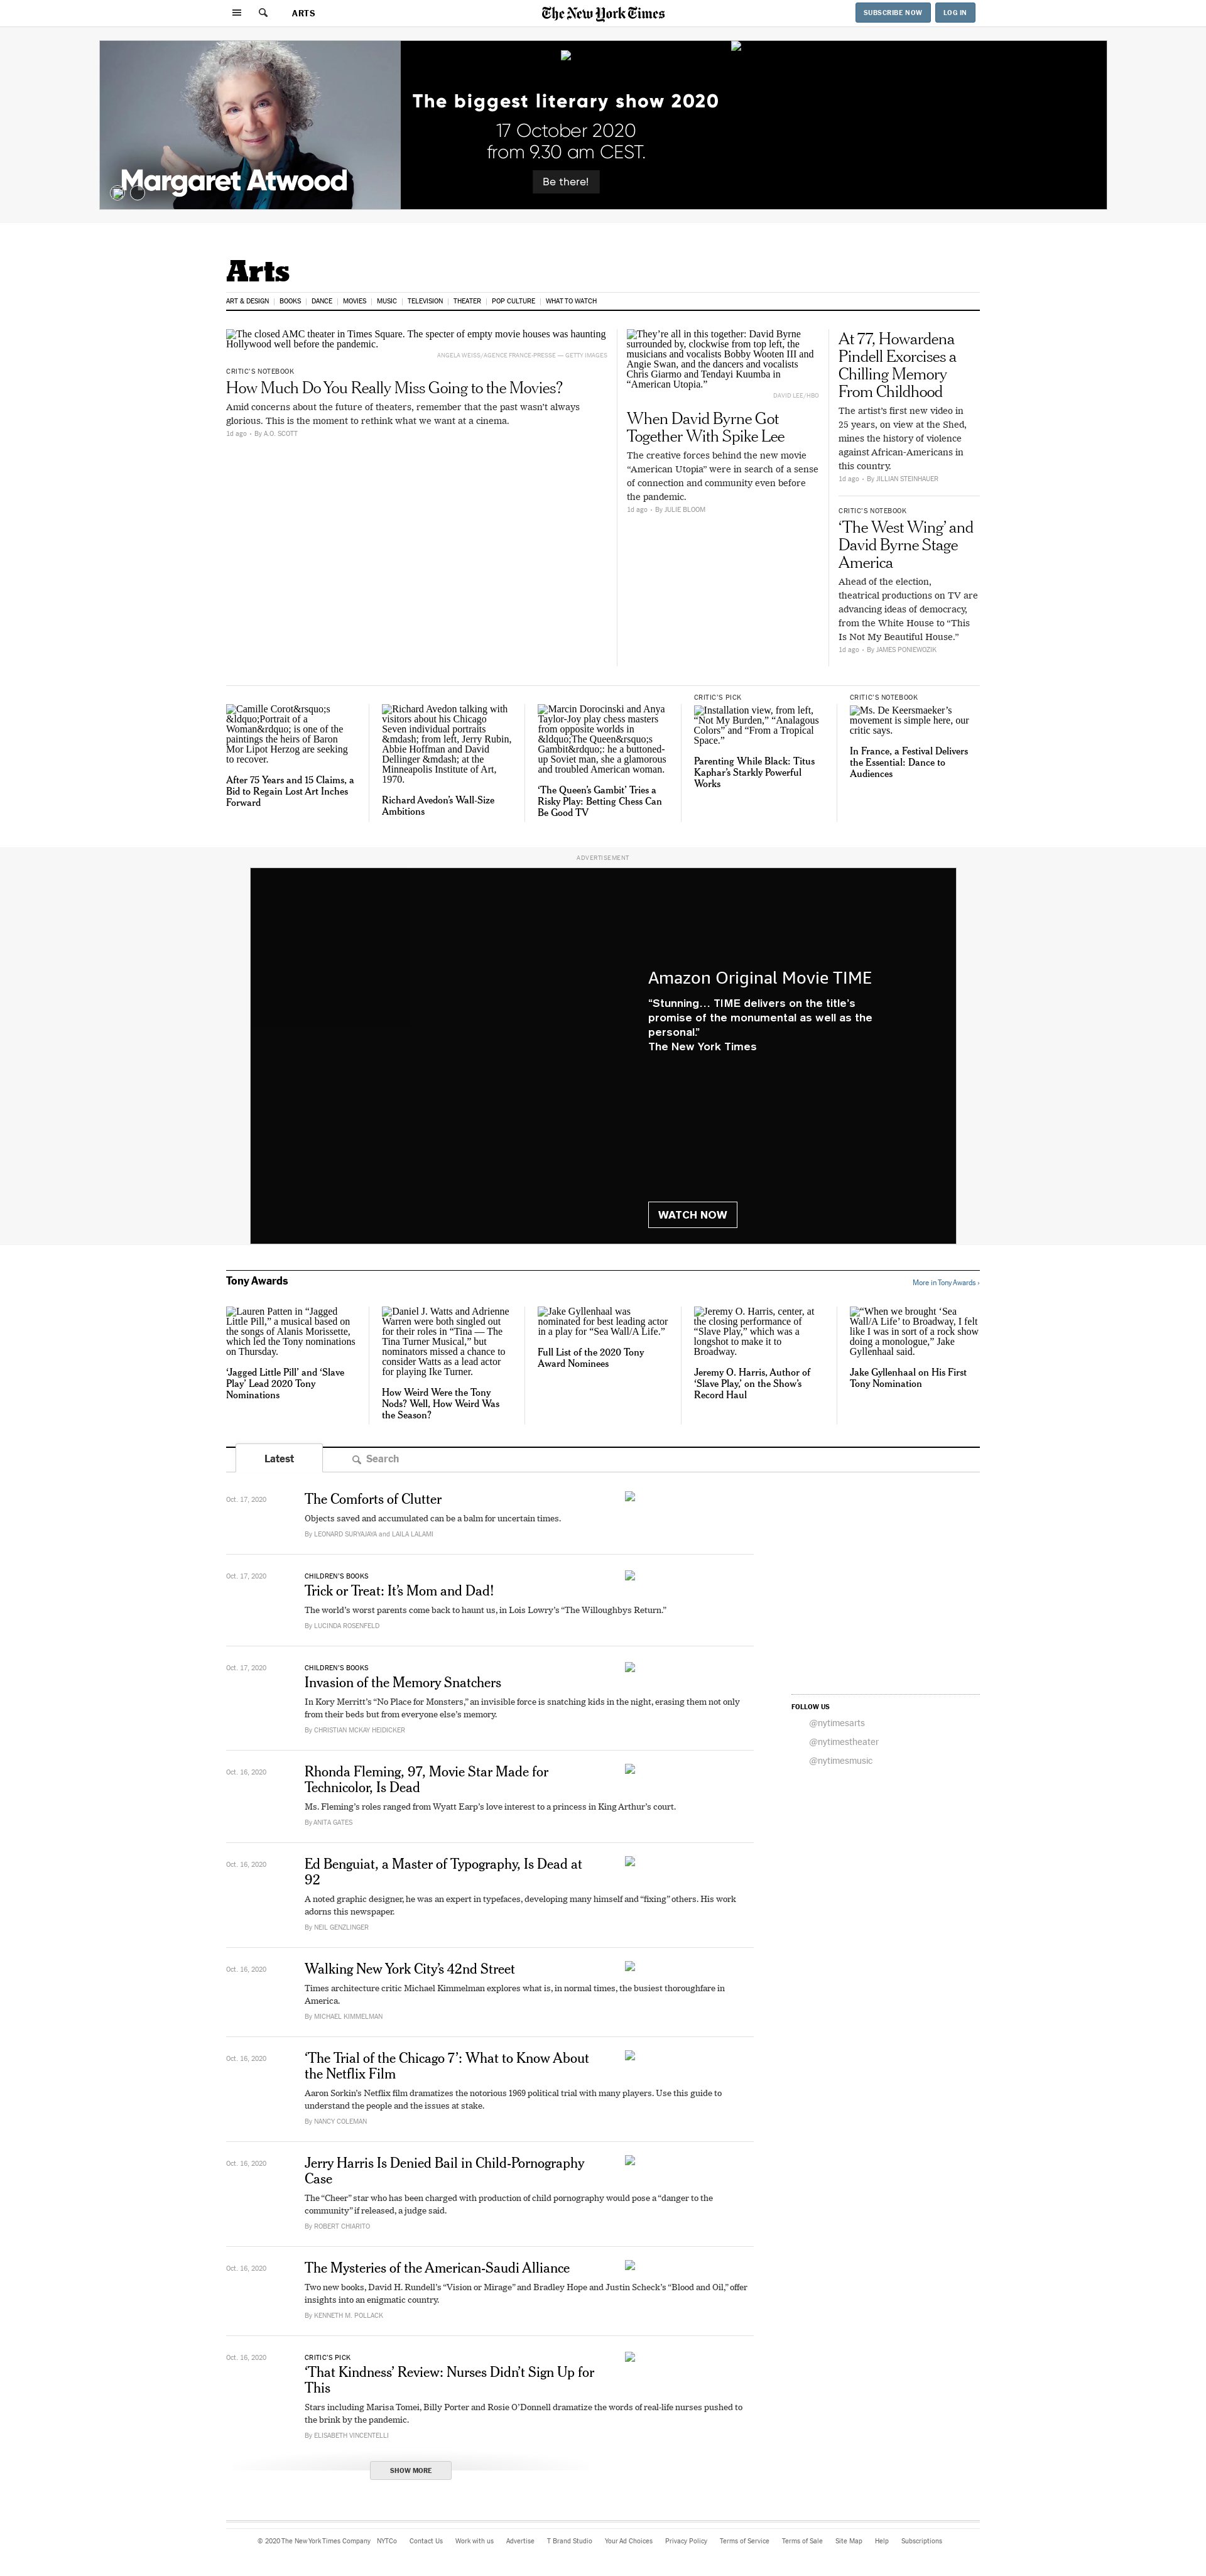 ARTS
The New York Times
SUBSCRIBE NOW
LOG IN
The biggest literary show 2020
17 October 2020
from 9.30 am CEST.
Be there!
Margaret Atwood
Arts
ART & DESIGN
BOOKS
DANCE
MOVIES
MUSIC
TELEVISION
THEATER
POP CULTURE
WHAT TO WATCH
The closed AMC theater in Times Square. The specter of empty movie houses was haunting
Hollywood well before the pandemic.
ANGELA WEISS/AGENCE FRANCE-PRESSE — GETTY IMAGES
CRITIC'S NOTEBOOK
How Much Do You Really Miss Going to the Movies?
Amid concerns about the future of theaters, remember that the past wasn't always
glorious. This is the moment to rethink what we want at a cinema.
1d ago • By A.O. SCOTT
They're all in this together: David Byrne
surrounded by, clockwise from top left, the
musicians and vocalists Bobby Wooten III and
Angie Swan, and the dancers and vocalists
Chris Giarmo and Tendayi Kuumba in
“American Utopia.”
DAVID LEE/HBO
When David Byrne Got
Together With Spike Lee
The creative forces behind the new movie
“American Utopia” were in search of a sense
of connection and community even before
the pandemic.
1d ago • By JULIE BLOOM
At 77, Howardena
Pindell Exorcises a
Chilling Memory
From Childhood
The artist's first new video in
25 years, on view at the Shed,
mines the history of violence
against African-Americans in
this country.
1d ago • By JILLIAN STEINHAUER
CRITIC'S NOTEBOOK
‘The West Wing’ and
David Byrne Stage
America
Ahead of the election,
theatrical productions on TV are
advancing ideas of democracy,
from the White House to “This
Is Not My Beautiful House.”
1d ago • By JAMES PONIEWOZIK
Camille Corot&rsquo;s
&ldquo;Portrait of a
Woman&rdquo; is one of the
paintings the heirs of Baron
Mor Lipot Herzog are seeking
to recover.
After 75 Years and 15 Claims, a
Bid to Regain Lost Art Inches
Forward
Richard Avedon talking with
visitors about his Chicago
Seven individual portraits
&mdash; from left, Jerry Rubin,
Abbie Hoffman and David
Dellinger &mdash; at the
Minneapolis Institute of Art,
1970.
Richard Avedon's Wall-Size
Ambitions
Marcin Dorocinski and Anya
Taylor-Joy play chess masters
from opposite worlds in
&ldquo;The Queen&rsquo;s
Gambit&rdquo;: he a buttoned-
up Soviet man, she a glamorous
and troubled American woman.
‘The Queen's Gambit’ Tries a
Risky Play: Betting Chess Can
Be Good TV
CRITIC'S PICK
Installation view, from left,
“Not My Burden,” “Analagous
Colors” and “From a Tropical
Space.”
Parenting While Black: Titus
Kaphar's Starkly Powerful
Works
CRITIC'S NOTEBOOK
Ms. De Keersmaeker's
movement is simple here, our
critic says.
In France, a Festival Delivers
the Essential: Dance to
Audiences
ADVERTISEMENT
Amazon Original Movie TIME
“Stunning… TIME delivers on the title's
promise of the monumental as well as the
personal.”
The New York Times
WATCH NOW
Tony Awards
More in Tony Awards ›
Lauren Patten in “Jagged
Little Pill,” a musical based on
the songs of Alanis Morissette,
which led the Tony nominations
on Thursday.
‘Jagged Little Pill’ and ‘Slave
Play’ Lead 2020 Tony
Nominations
Daniel J. Watts and Adrienne
Warren were both singled out
for their roles in “Tina — The
Tina Turner Musical,” but
nominators missed a chance to
consider Watts as a lead actor
for playing Ike Turner.
How Weird Were the Tony
Nods? Well, How Weird Was
the Season?
Jake Gyllenhaal was
nominated for best leading actor
in a play for “Sea Wall/A Life.”
Full List of the 2020 Tony
Award Nominees
Jeremy O. Harris, center, at
the closing performance of
“Slave Play,” which was a
longshot to make it to
Broadway.
Jeremy O. Harris, Author of
‘Slave Play,’ on the Show's
Record Haul
“When we brought ‘Sea
Wall/A Life’ to Broadway, I felt
like I was in sort of a rock show
doing a monologue,” Jake
Gyllenhaal said.
Jake Gyllenhaal on His First
Tony Nomination
Latest
Search
Oct. 17, 2020
The Comforts of Clutter
Objects saved and accumulated can be a balm for uncertain times.
By LEONARD SURYAJAYA and LAILA LALAMI
Oct. 17, 2020
CHILDREN'S BOOKS
Trick or Treat: It's Mom and Dad!
The world's worst parents come back to haunt us, in Lois Lowry's “The Willoughbys Return.”
By LUCINDA ROSENFELD
Oct. 17, 2020
CHILDREN'S BOOKS
Invasion of the Memory Snatchers
In Kory Merritt's “No Place for Monsters,” an invisible force is snatching kids in the night, erasing them not only
from their beds but from everyone else's memory.
By CHRISTIAN MCKAY HEIDICKER
FOLLOW US
@nytimesarts
@nytimestheater
@nytimesmusic
Oct. 16, 2020
Rhonda Fleming, 97, Movie Star Made for
Technicolor, Is Dead
Ms. Fleming's roles ranged from Wyatt Earp's love interest to a princess in King Arthur's court.
By ANITA GATES
Oct. 16, 2020
Ed Benguiat, a Master of Typography, Is Dead at
92
A noted graphic designer, he was an expert in typefaces, developing many himself and “fixing” others. His work
adorns this newspaper.
By NEIL GENZLINGER
Oct. 16, 2020
Walking New York City's 42nd Street
Times architecture critic Michael Kimmelman explores what is, in normal times, the busiest thoroughfare in
America.
By MICHAEL KIMMELMAN
Oct. 16, 2020
‘The Trial of the Chicago 7’: What to Know About
the Netflix Film
Aaron Sorkin's Netflix film dramatizes the notorious 1969 political trial with many players. Use this guide to
understand the people and the issues at stake.
By NANCY COLEMAN
Oct. 16, 2020
Jerry Harris Is Denied Bail in Child-Pornography
Case
The “Cheer” star who has been charged with production of child pornography would pose a “danger to the
community” if released, a judge said.
By ROBERT CHIARITO
Oct. 16, 2020
The Mysteries of the American-Saudi Alliance
Two new books, David H. Rundell's “Vision or Mirage” and Bradley Hope and Justin Scheck's “Blood and Oil,” offer
insights into an enigmatic country.
By KENNETH M. POLLACK
Oct. 16, 2020
CRITIC'S PICK
‘That Kindness’ Review: Nurses Didn't Sign Up for
This
Stars including Marisa Tomei, Billy Porter and Rosie O'Donnell dramatize the words of real-life nurses pushed to
the brink by the pandemic.
By ELISABETH VINCENTELLI
SHOW MORE
© 2020 The New York Times Company
NYTCo
Contact Us
Work with us
Advertise
T Brand Studio
Your Ad Choices
Privacy Policy
Terms of Service
Terms of Sale
Site Map
Help
Subscriptions